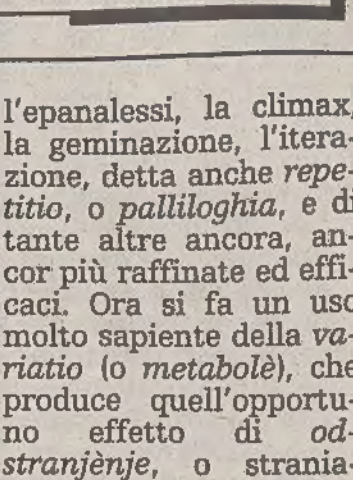 l'epanalessi, la climax,
la geminazione, l'itera-
zione, detta anche repe-
titio, o palliloghia, e di
tante altre ancora, an-
cor più raffinate ed effi-
caci. Ora si fa un uso
molto sapiente della va-
riatio (o metabolè), che
produce quell'opportu-
no effetto di od-
stranjènje, o strania-